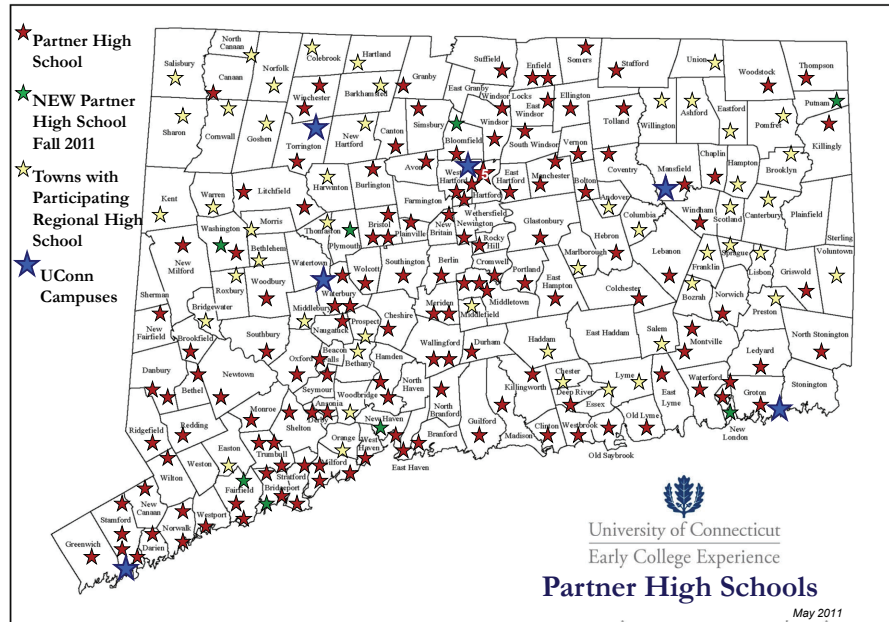 Partner High
School
NEW Partner
High School
Fall 2011
Towns with
Participating
Regional High
School
UConn
Campuses
North
Canaan
Colebrook
Hartland
Salisbury
Norfolk
Canaan
Winchester
Barkhamsted
Granby
Suffield
East Granby
Enfield
Somers
Stafford
Union
Woodstock
Thompson
Putnam
Sharon
Cornwall
Goshen
Torrington
New
Hartford
Canton
Simsbury
Windsor Locks
Windsor
East
Windsor
Ellington
Tolland
Willington
Ashford
Eastford
Pomfret
Killingly
Bloomfield
South Windsor
Vernon
Kent
Warren
Litchfield
Harwinton
Burlington
Avon
West
Hartford
5
Hartford
East
Hartford
Manchester
Bolton
Coventry
Andover
Mansfield
Chaplin
Hampton
Brooklyn
Farmington
Washington
Morris
Bethlehem
Thomaston
Plymouth
Bristol
Plainville
New
Britain
Newington
Wethersfield
Rocky
Hill
Glastonbury
Hebron
Columbia
Windham
Scotland
Canterbury
Plainfield
Sterling
New
Milford
Roxbury
Woodbury
Watertown
Waterbury
Wolcott
Southington
Berlin
Cromwell
Portland
East
Hampton
Marlborough
Lebanon
Franklin
Sprague
Lisbon
Griswold
Voluntown
Sherman
New
Fairfield
Bridgewater
Brookfield
Southbury
Middlebury
Naugatuck
Prospect
Cheshire
Meriden
Middletown
Middlefield
Colchester
Bozrah
Norwich
Preston
North Stonington
Danbury
Bethel
Newtown
Oxford
Beacon
Falls
Bethany
Hamden
Wallingford
Durham
Haddam
East Haddam
Salem
Montville
Ledyard
Stonington
Seymour
Ansonia
Derby
Woodbridge
North
Haven
North
Branford
Killingworth
Chester
Deep River
Essex
Lyme
East
Lyme
Waterford
Groton
New
London
Ridgefield
Redding
Monroe
Shelton
New Haven
Orange
West
Haven
East Haven
Branford
Guilford
Madison
Clinton
Westbrook
Old Saybrook
Old Lyme
Wilton
Weston
Easton
Trumbull
Stratford
Milford
Fairfield
Bridgeport
New
Canaan
Stamford
Norwalk
Westport
Greenwich
Darien
University of Connecticut
Early College Experience
Partner High Schools
May 2011